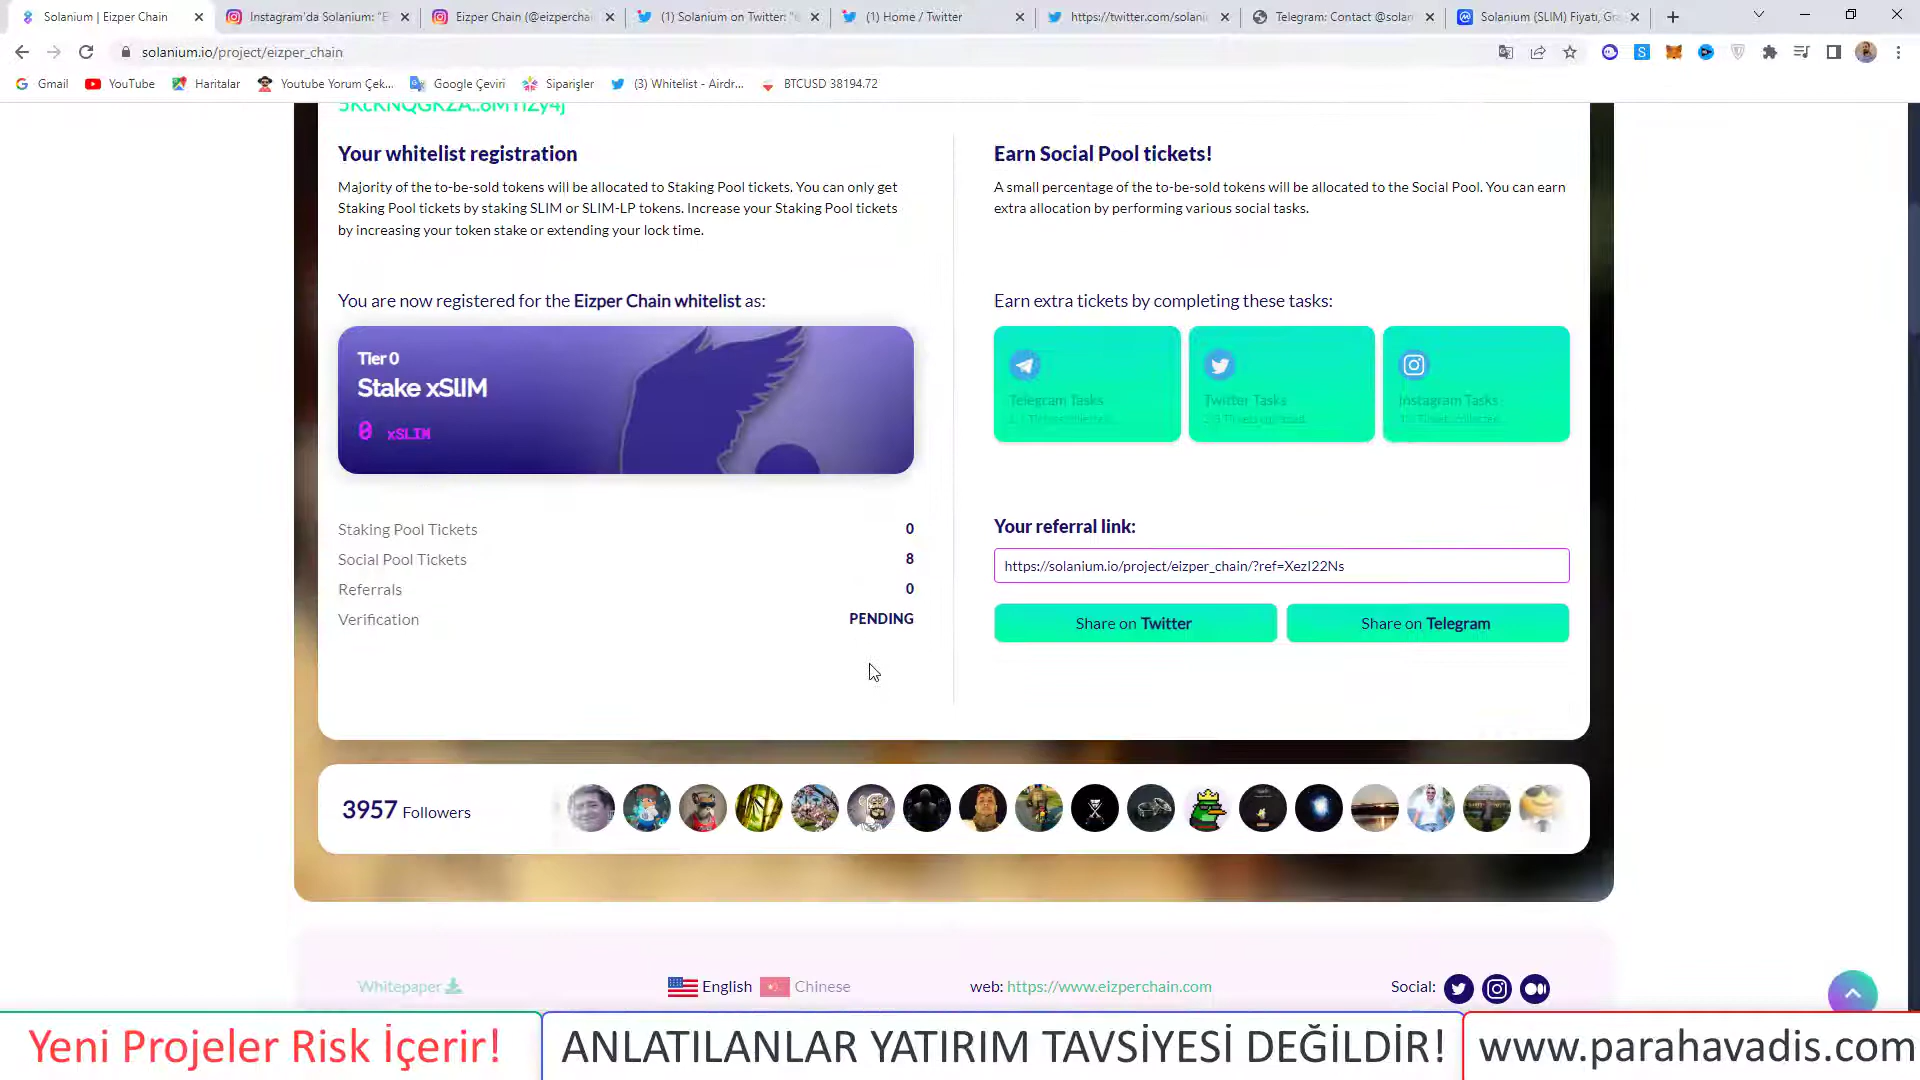 Solanium | Eizper Chain
Instagram'da Solanium: "E
Eizper Chain (@eizperchai
(1) Solanium on Twitter: "
(1) Home / Twitter
https://twitter.com/solani
Telegram: Contact @solan
Solanium (SLIM) Fiyatı, Gra
solanium.io/project/eizper_chain
Gmail
YouTube
Haritalar
Youtube Yorum Çek...
Google Çeviri
Siparişler
(3) Whitelist - Airdr...
BTCUSD 38194.72
Your whitelist registration
Majority of the to-be-sold tokens will be allocated to Staking Pool tickets. You can only get
Staking Pool tickets by staking SLIM or SLIM-LP tokens. Increase your Staking Pool tickets
by increasing your token stake or extending your lock time.
You are now registered for the Eizper Chain whitelist as:
Tier 0
Stake xSlIM
0 xSLIM
Staking Pool Tickets 0
Social Pool Tickets 8
Referrals 0
Verification PENDING
Earn Social Pool tickets!
A small percentage of the to-be-sold tokens will be allocated to the Social Pool. You can earn
extra allocation by performing various social tasks.
Earn extra tickets by completing these tasks:
Telegram Tasks
Twitter Tasks
Instagram Tasks
Your referral link:
https://solanium.io/project/eizper_chain/?ref=XezI22Ns
Share on Twitter
Share on Telegram
3957 Followers
Whitepaper
English
Chinese
web: https://www.eizperchain.com
Social:
Yeni Projeler Risk İçerir!
ANLATILANLAR YATIRIM TAVSİYESİ DEĞİLDİR!
www.parahavadis.com